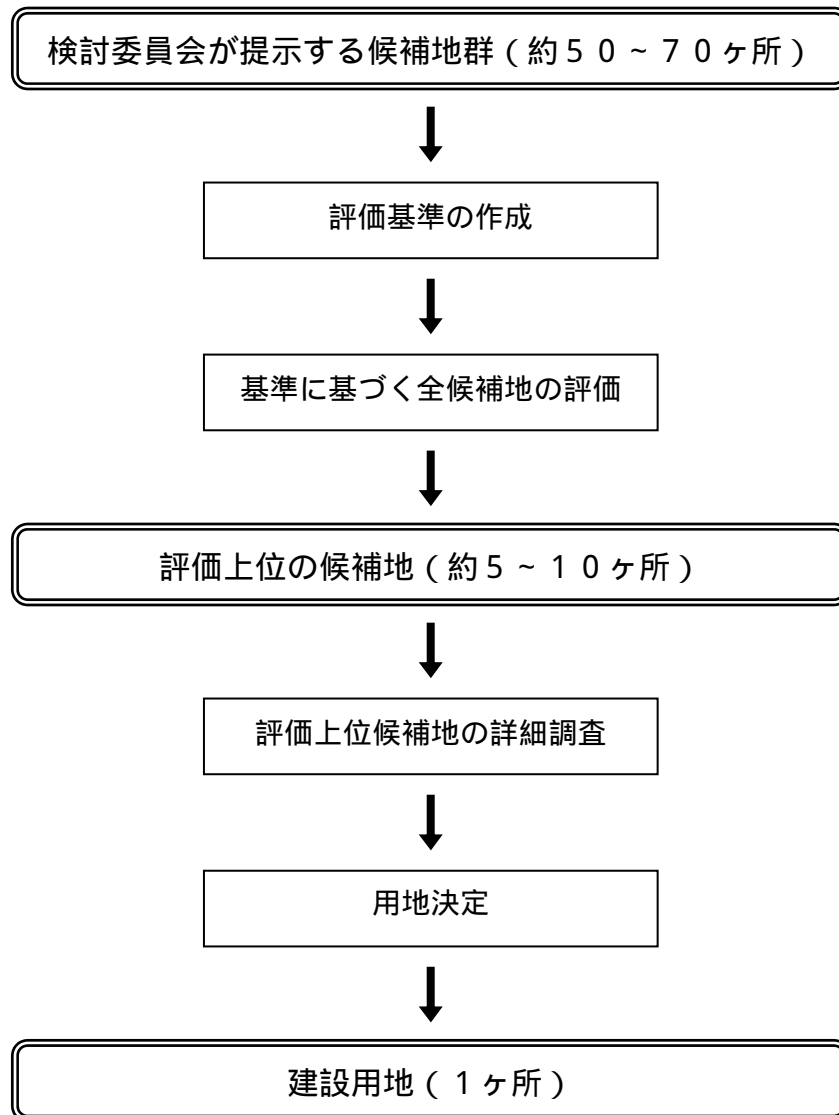 検討委員会が提示する候補地群（約５０～７０ヶ所）
評価基準の作成
基準に基づく全候補地の評価
評価上位の候補地（約５～１０ヶ所）
評価上位候補地の詳細調査
用地決定
建設用地（１ヶ所）